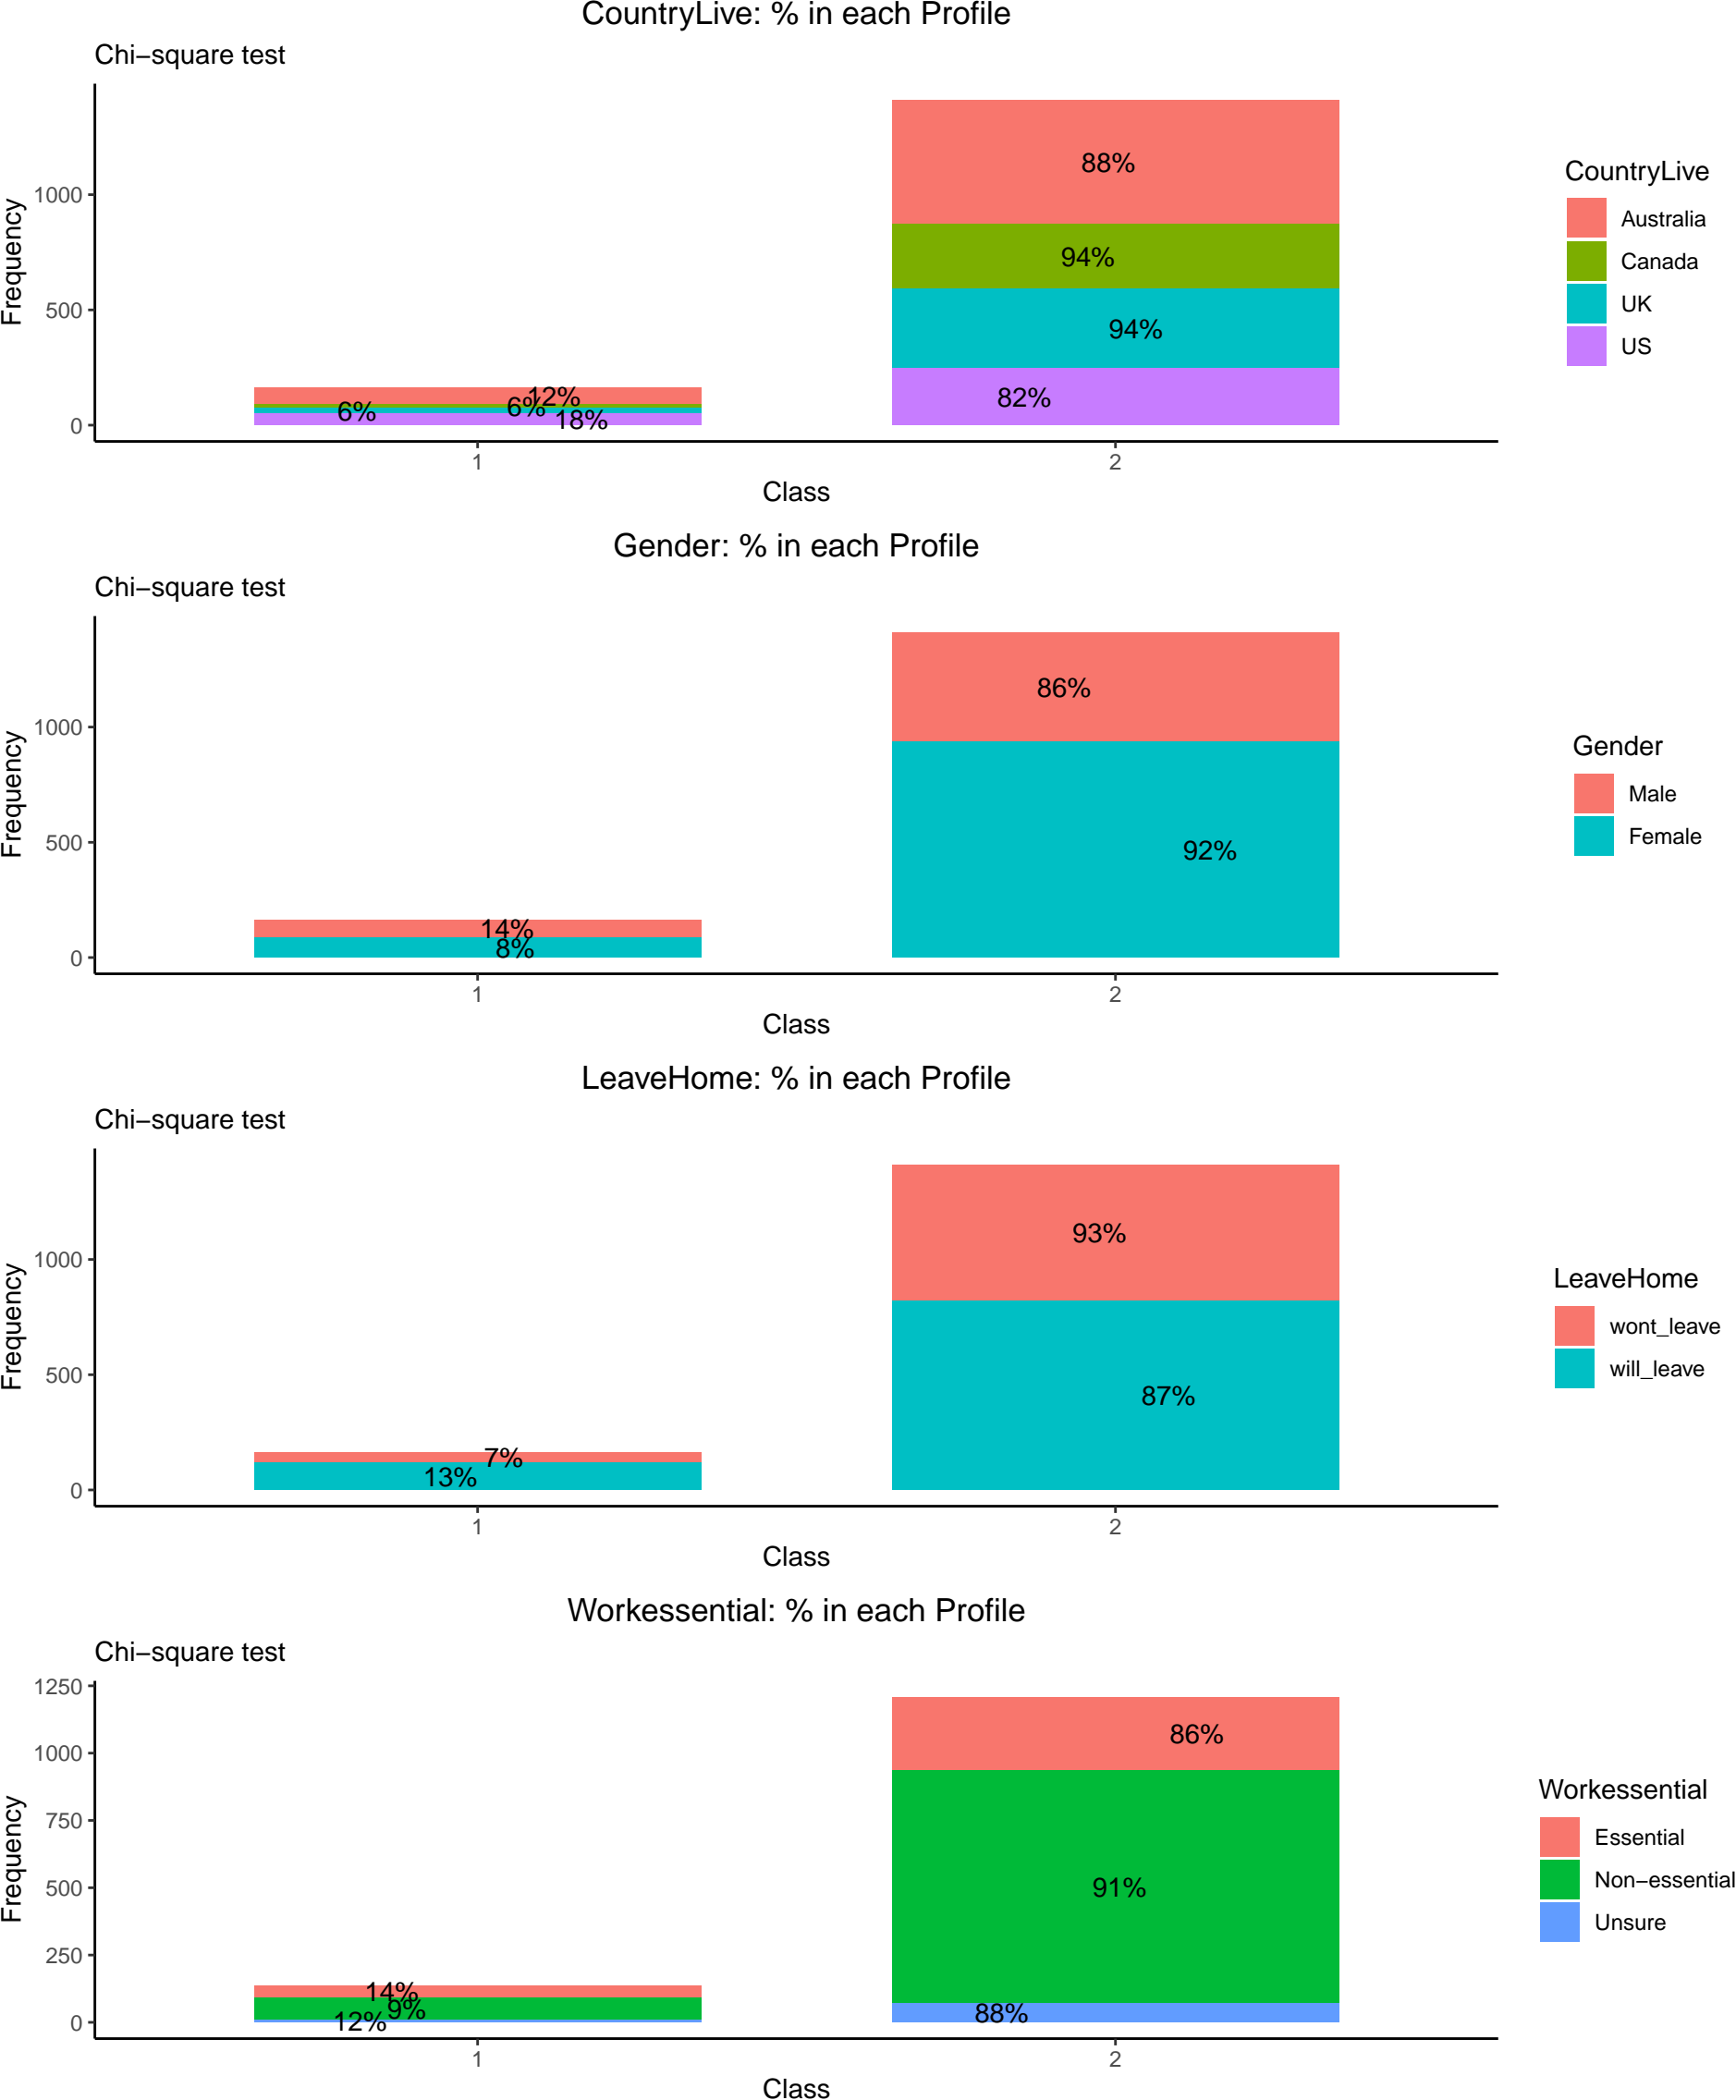 CountryLive: % in each Profile
Chi−square test
Frequency
1000
500
0
88%
94%
94%
82%
12%
6%
6%
18%
1
2
Class
CountryLive
Australia
Canada
UK
US
Gender: % in each Profile
Chi−square test
Frequency
1000
500
0
86%
92%
14%
8%
1
2
Class
Gender
Male
Female
LeaveHome: % in each Profile
Chi−square test
Frequency
1000
500
0
93%
87%
7%
13%
1
2
Class
LeaveHome
wont_leave
will_leave
Workessential: % in each Profile
Chi−square test
Frequency
1250
1000
750
500
250
0
86%
91%
88%
14%
9%
12%
1
2
Class
Workessential
Essential
Non−essential
Unsure